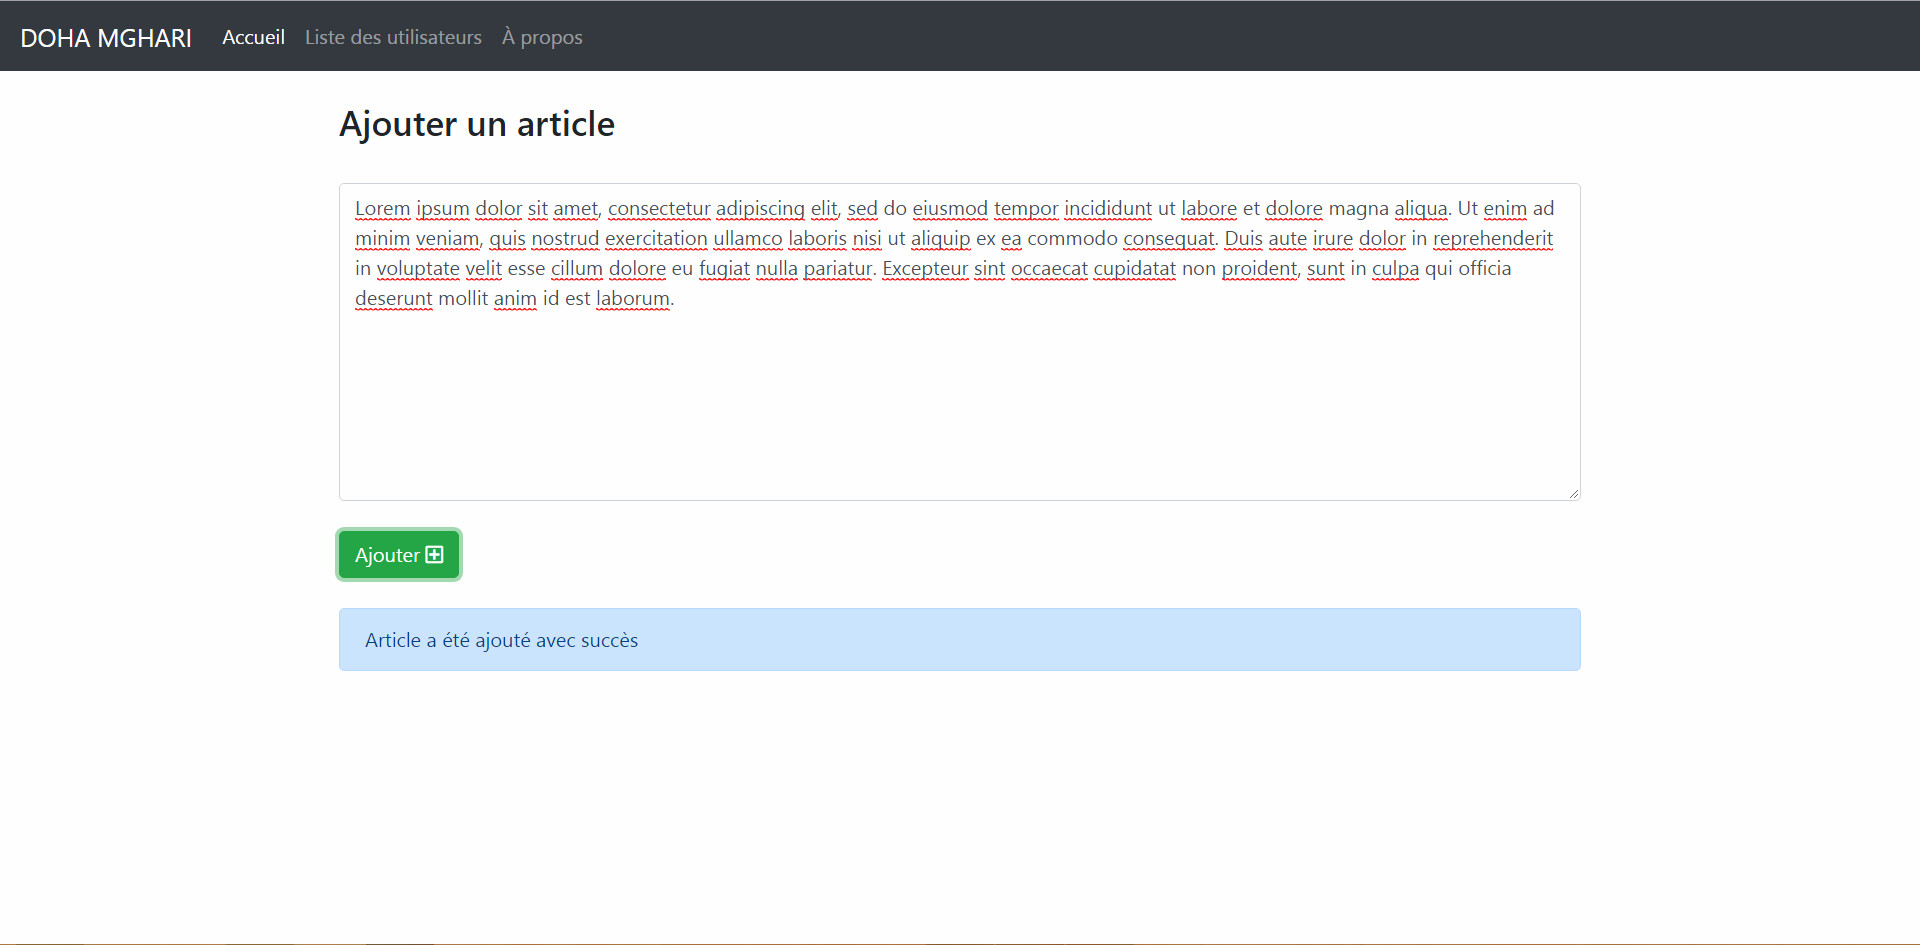 DOHA MGHARI Accueil Liste des utilisateurs À propos
Ajouter un article
Lorem ipsum dolor sit amet, consectetur adipiscing elit, sed do eiusmod tempor incididunt ut labore et dolore magna aliqua. Ut enim ad
minim veniam, quis nostrud exercitation ullamco laboris nisi ut aliquip ex ea commodo consequat. Duis aute irure dolor in reprehenderit
in voluptate velit esse cillum dolore eu fugiat nulla pariatur. Excepteur sint occaecat cupidatat non proident, sunt in culpa qui officia
deserunt mollit anim id est laborum.
Ajouter
Article a été ajouté avec succès